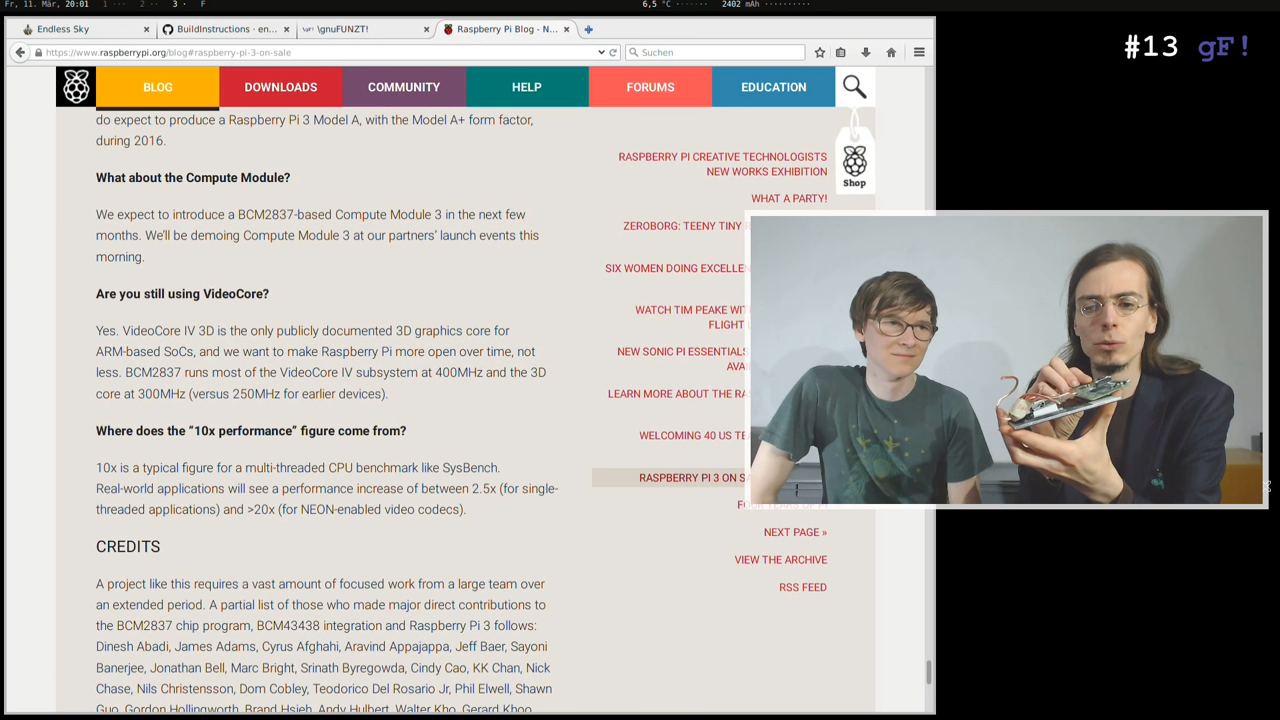 Fr, 11. Mär, 20:01 1 ··· 2 ·· 3 · F 6,5 °C ······· 2402 mAh ··········
Endless Sky
BuildInstructions · en...
\gnuFUNZT!
Raspberry Pi Blog - N...
https://www.raspberrypi.org/blog#raspberry-pi-3-on-sale
Suchen
#13 gF!
BLOG
DOWNLOADS
COMMUNITY
HELP
FORUMS
EDUCATION
Shop
do expect to produce a Raspberry Pi 3 Model A, with the Model A+ form factor,
during 2016.
What about the Compute Module?
We expect to introduce a BCM2837-based Compute Module 3 in the next few
months. We'll be demoing Compute Module 3 at our partners' launch events this
morning.
Are you still using VideoCore?
Yes. VideoCore IV 3D is the only publicly documented 3D graphics core for
ARM-based SoCs, and we want to make Raspberry Pi more open over time, not
less. BCM2837 runs most of the VideoCore IV subsystem at 400MHz and the 3D
core at 300MHz (versus 250MHz for earlier devices).
Where does the “10x performance” figure come from?
10x is a typical figure for a multi-threaded CPU benchmark like SysBench.
Real-world applications will see a performance increase of between 2.5x (for single-
threaded applications) and >20x (for NEON-enabled video codecs).
CREDITS
A project like this requires a vast amount of focused work from a large team over
an extended period. A partial list of those who made major direct contributions to
the BCM2837 chip program, BCM43438 integration and Raspberry Pi 3 follows:
Dinesh Abadi, James Adams, Cyrus Afghahi, Aravind Appajappa, Jeff Baer, Sayoni
Banerjee, Jonathan Bell, Marc Bright, Srinath Byregowda, Cindy Cao, KK Chan, Nick
Chase, Nils Christensson, Dom Cobley, Teodorico Del Rosario Jr, Phil Elwell, Shawn
Guo, Gordon Hollingworth, Brand Hsieh, Andy Hulbert, Walter Kho, Gerard Khoo
RASPBERRY PI CREATIVE TECHNOLOGISTS
NEW WORKS EXHIBITION
WHAT A PARTY!
ZEROBORG: TEENY TINY
SIX WOMEN DOING
WATCH TIM PEAKE
FLIGHT
NEW SONIC PI ESSENTIALS
LEARN MORE ABOUT THE
WELCOMING 40 US
RASPBERRY PI 3 ON
NEXT PAGE »
VIEW THE ARCHIVE
RSS FEED